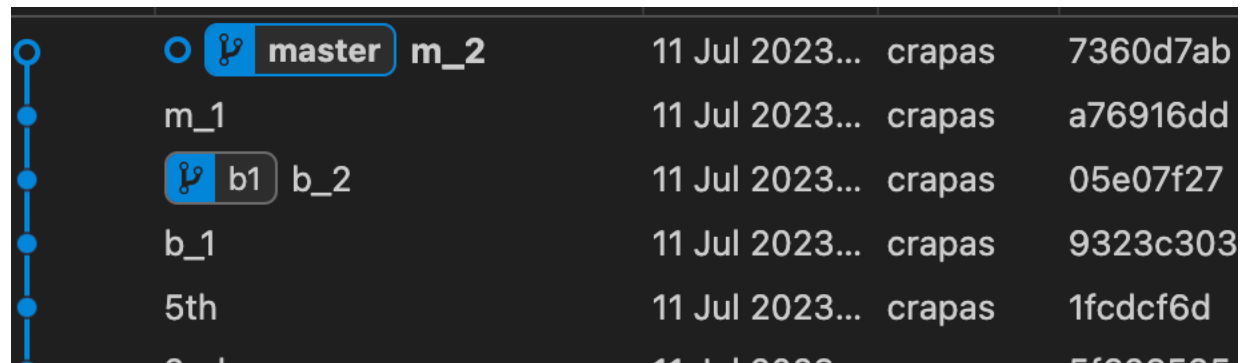 master m_2 11 Jul 2023... crapas 7360d7ab
m_1 11 Jul 2023... crapas a76916dd
b1 b_2 11 Jul 2023... crapas 05e07f27
b_1 11 Jul 2023... crapas 9323c303
5th 11 Jul 2023... crapas 1fcdcf6d